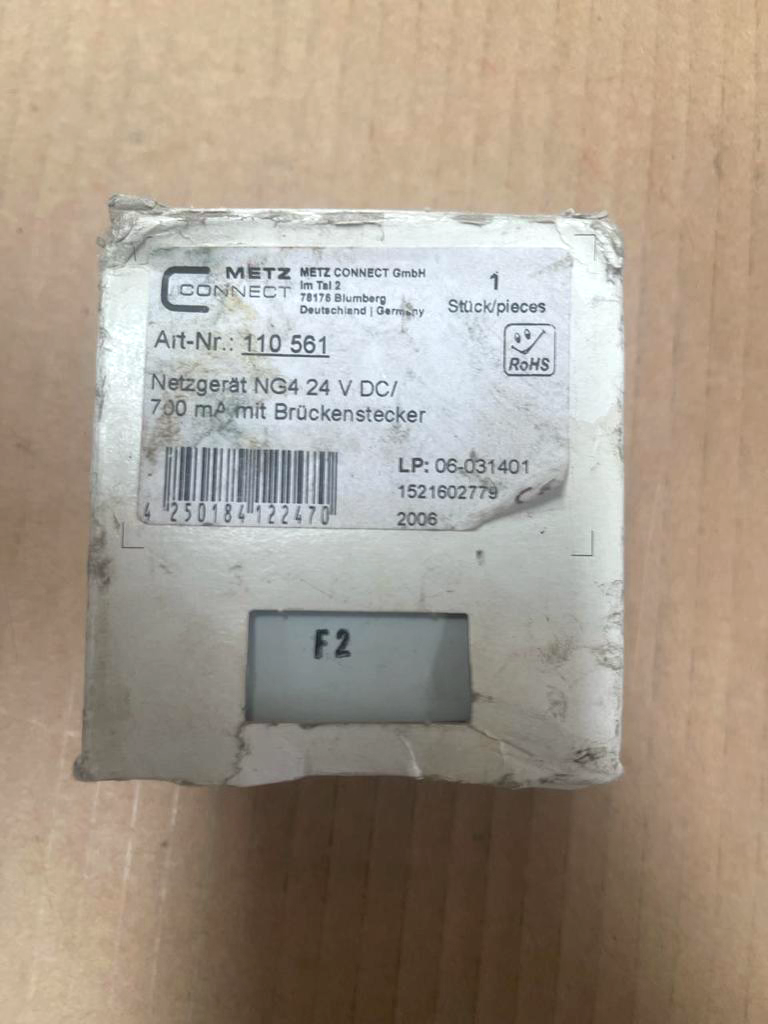 METZ
CONNECT
METZ CONNECT GmbH
Im Tal 2
78176 Blumberg
Deutschland | Germany
1
Stück/pieces
RoHS
Art-Nr.: 110 561
Netzgerät NG4 24 V DC/
700 mA mit Brückenstecker
4 250184 122470
LP: 06-031401
1521602779
CE
2006
F2